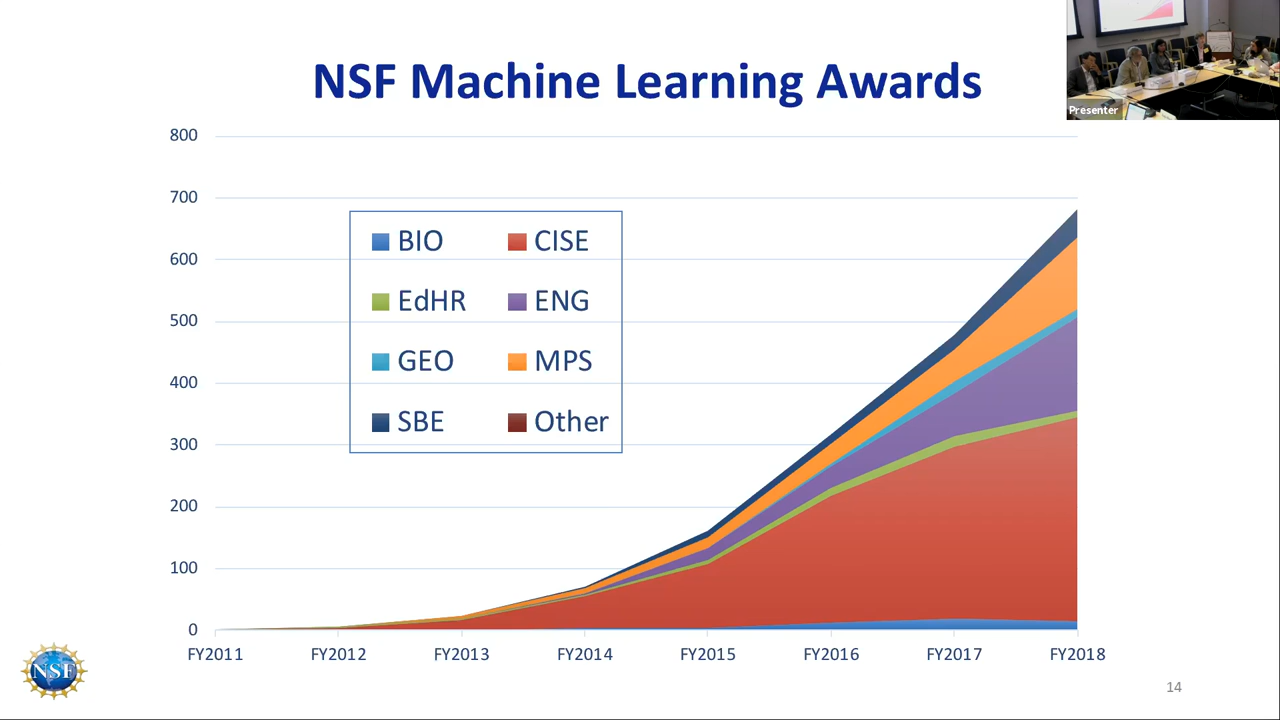 NSF Machine Learning Awards
Presenter
800
700
600
500
400
300
200
100
0
BIO CISE
EdHR ENG
GEO MPS
SBE Other
FY2011 FY2012 FY2013 FY2014 FY2015 FY2016 FY2017 FY2018
NSF
14